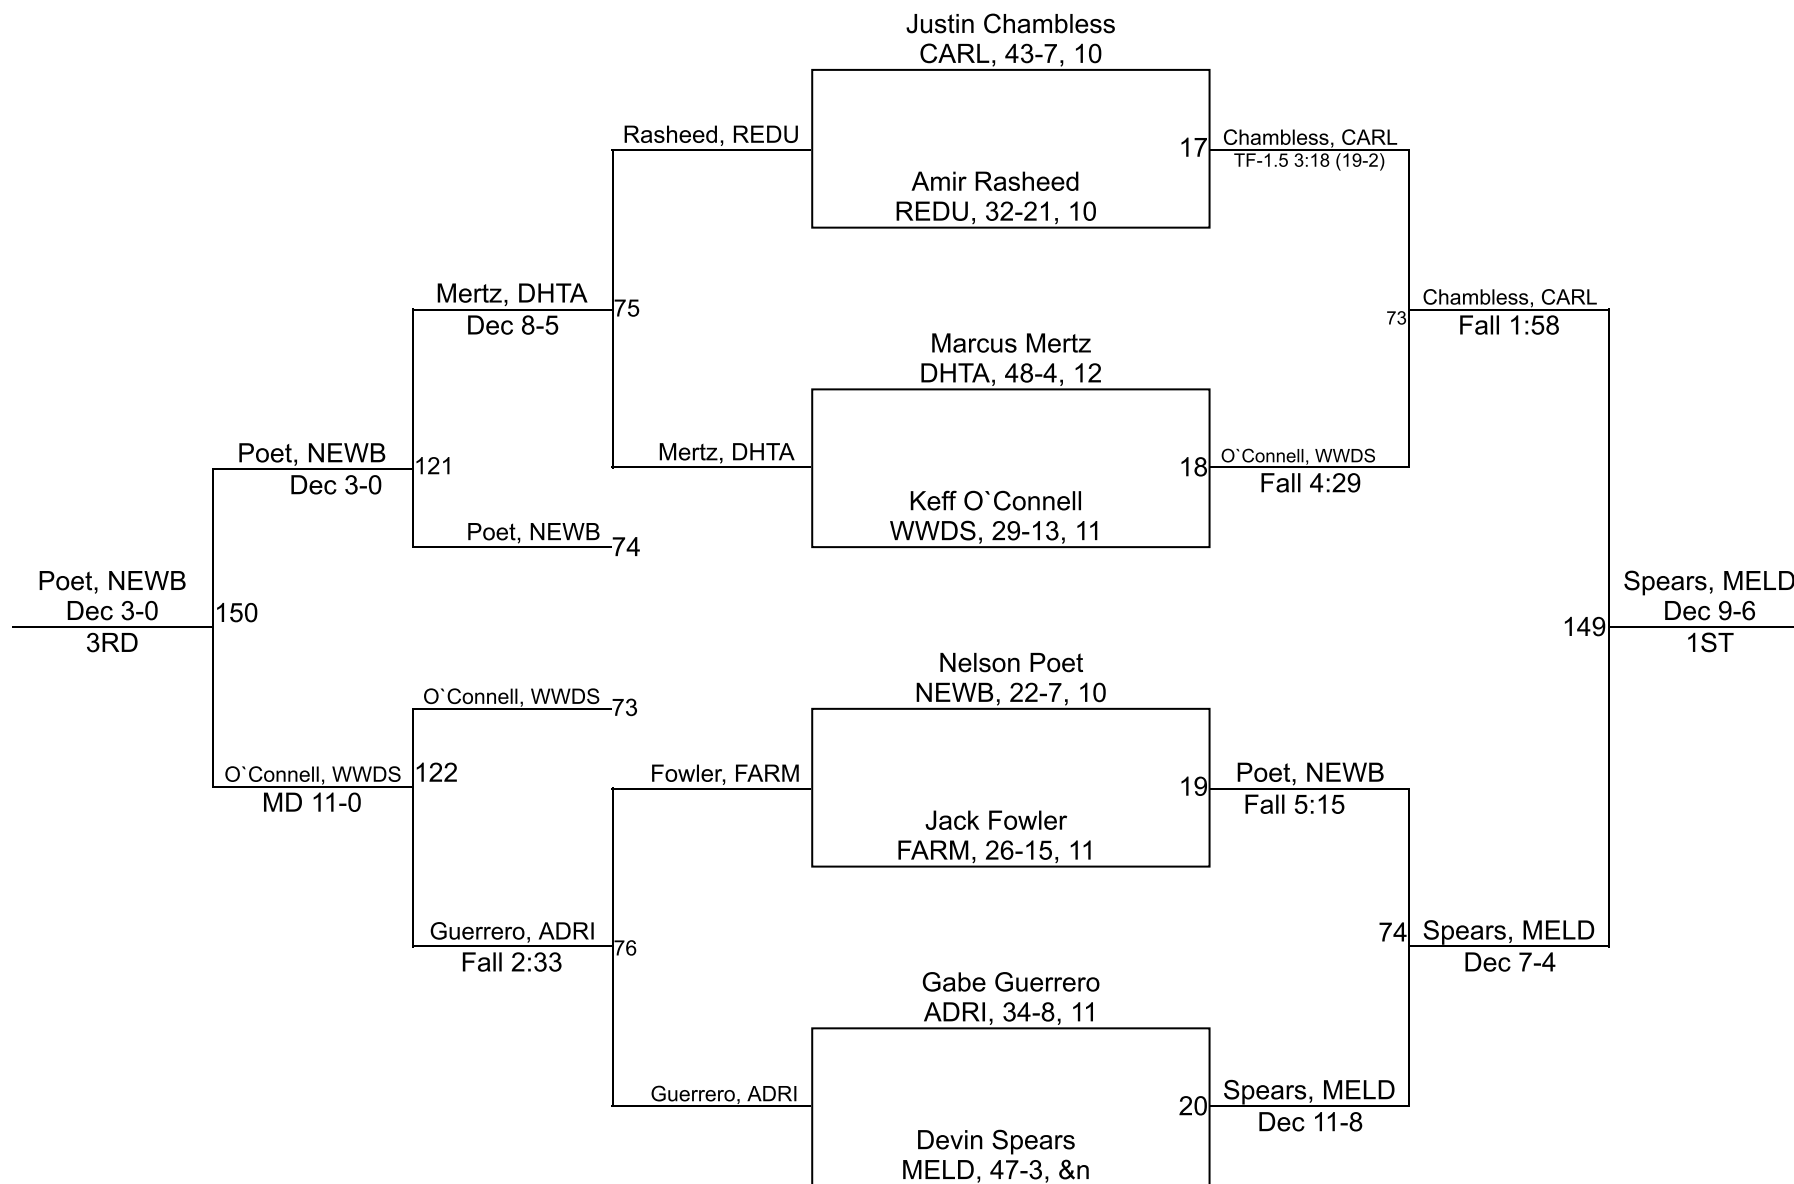 Justin Chambless
CARL, 43-7, 10
Rasheed, REDU
17
Chambless, CARL
TF-1.5 3:18 (19-2)
Amir Rasheed
REDU, 32-21, 10
Mertz, DHTA
Dec 8-5
75
Chambless, CARL
73
Fall 1:58
Marcus Mertz
DHTA, 48-4, 12
Poet, NEWB
Dec 3-0
121
Mertz, DHTA
18
O`Connell, WWDS
Fall 4:29
Keff O`Connell
WWDS, 29-13, 11
Poet, NEWB
74
Poet, NEWB
Dec 3-0
3RD
150
149
Spears, MELD
Dec 9-6
1ST
Nelson Poet
NEWB, 22-7, 10
O`Connell, WWDS
73
O`Connell, WWDS
MD 11-0
122
Fowler, FARM
19
Poet, NEWB
Fall 5:15
Jack Fowler
FARM, 26-15, 11
Guerrero, ADRI
Fall 2:33
76
74
Spears, MELD
Dec 7-4
Gabe Guerrero
ADRI, 34-8, 11
Guerrero, ADRI
20
Spears, MELD
Dec 11-8
Devin Spears
MELD, 47-3, &n